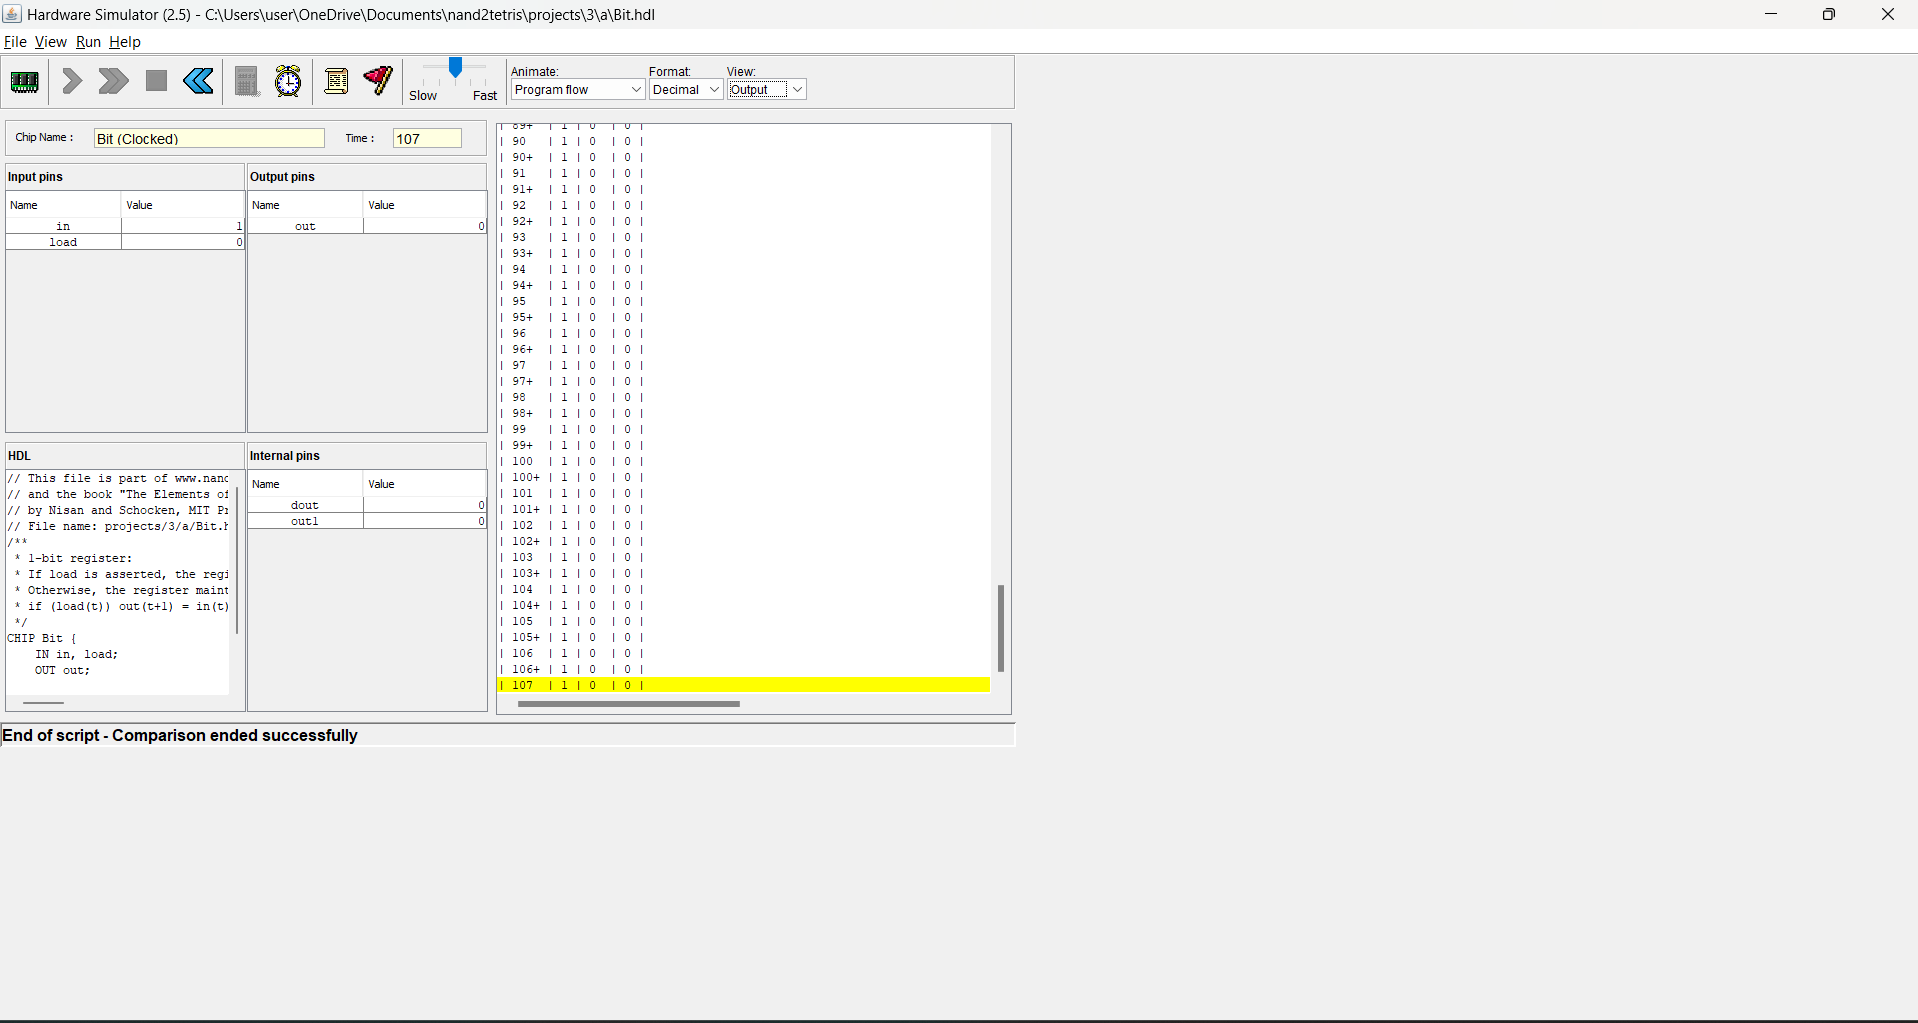 Hardware Simulator (2.5) - C:\Users\user\OneDrive\Documents\nand2tetris\projects\3\a\Bit.hdl
File View Run Help
Animate: Format: View:
Slow Fast Program flow Decimal Output
Chip Name : Bit (Clocked) Time : 107
Input pins
Name Value
in 1
load 0
Output pins
Name Value
out 0
HDL
// This file is part of www.nand
// and the book "The Elements of
// by Nisan and Schocken, MIT Pr
// File name: projects/3/a/Bit.h
/**
* 1-bit register:
* If load is asserted, the regi
* Otherwise, the register maint
* if (load(t)) out(t+1) = in(t)
*/
CHIP Bit {
IN in, load;
OUT out;
Internal pins
Name Value
dout 0
out1 0
| 89+ | 1 | 0 | 0 |
| 90 | 1 | 0 | 0 |
| 90+ | 1 | 0 | 0 |
| 91 | 1 | 0 | 0 |
| 91+ | 1 | 0 | 0 |
| 92 | 1 | 0 | 0 |
| 92+ | 1 | 0 | 0 |
| 93 | 1 | 0 | 0 |
| 93+ | 1 | 0 | 0 |
| 94 | 1 | 0 | 0 |
| 94+ | 1 | 0 | 0 |
| 95 | 1 | 0 | 0 |
| 95+ | 1 | 0 | 0 |
| 96 | 1 | 0 | 0 |
| 96+ | 1 | 0 | 0 |
| 97 | 1 | 0 | 0 |
| 97+ | 1 | 0 | 0 |
| 98 | 1 | 0 | 0 |
| 98+ | 1 | 0 | 0 |
| 99 | 1 | 0 | 0 |
| 99+ | 1 | 0 | 0 |
| 100 | 1 | 0 | 0 |
| 100+ | 1 | 0 | 0 |
| 101 | 1 | 0 | 0 |
| 101+ | 1 | 0 | 0 |
| 102 | 1 | 0 | 0 |
| 102+ | 1 | 0 | 0 |
| 103 | 1 | 0 | 0 |
| 103+ | 1 | 0 | 0 |
| 104 | 1 | 0 | 0 |
| 104+ | 1 | 0 | 0 |
| 105 | 1 | 0 | 0 |
| 105+ | 1 | 0 | 0 |
| 106 | 1 | 0 | 0 |
| 106+ | 1 | 0 | 0 |
| 107 | 1 | 0 | 0 |
End of script - Comparison ended successfully